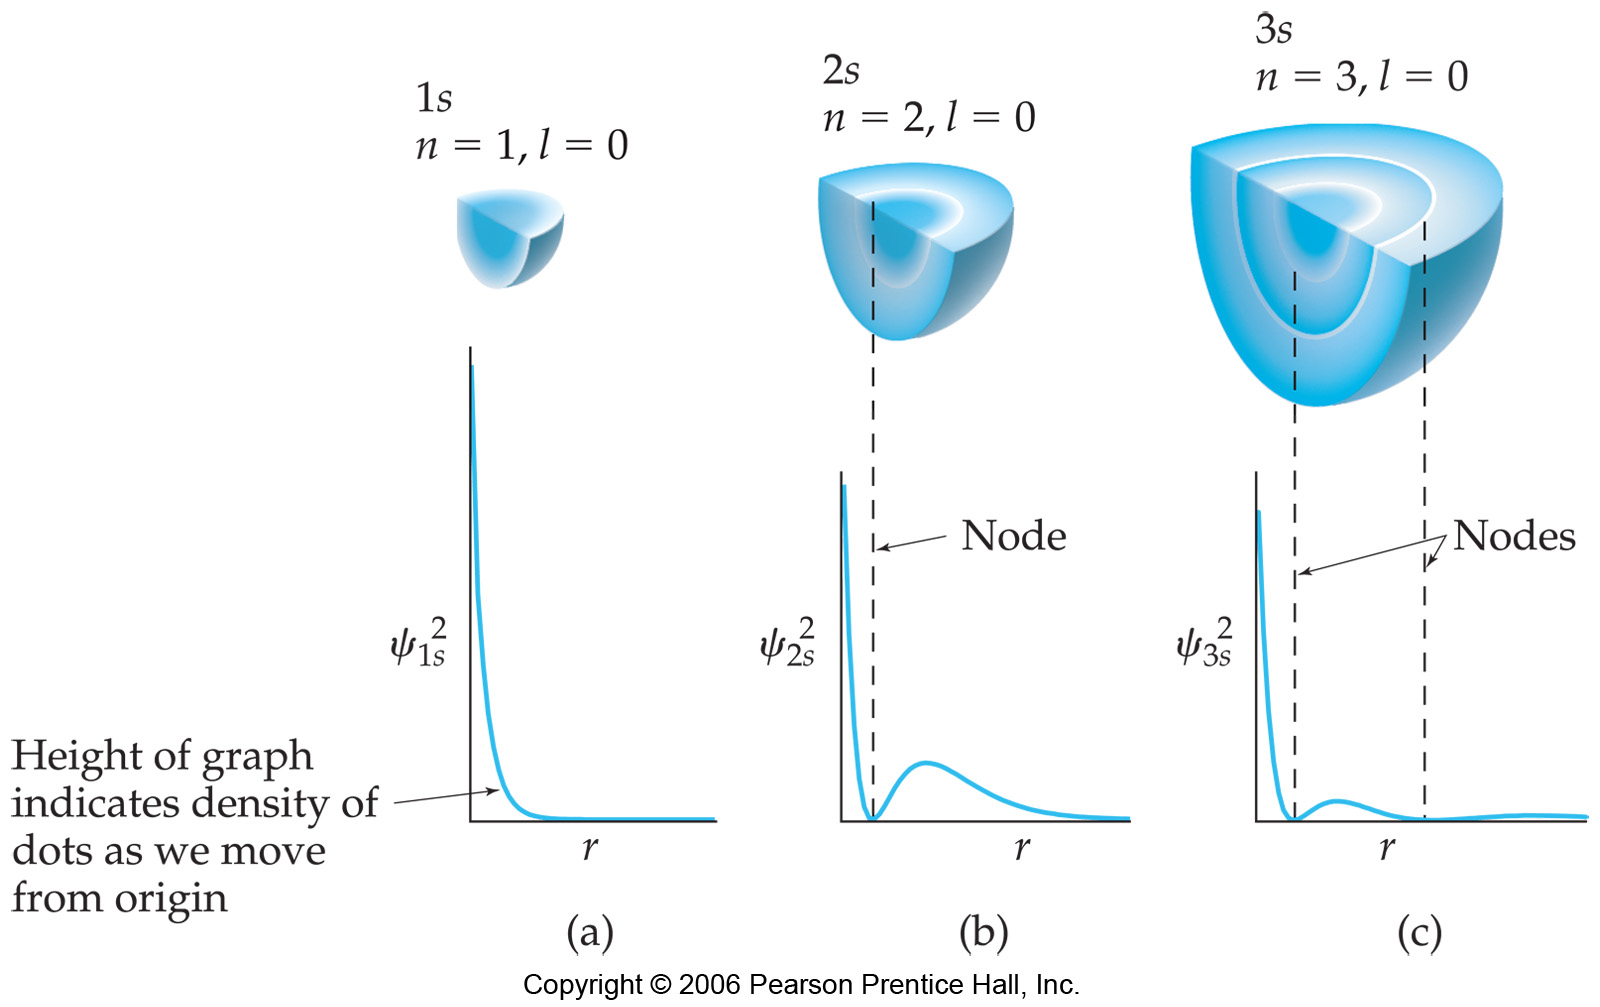 1s
n = 1, l = 0
2s
n = 2, l = 0
3s
n = 3, l = 0
Node
Nodes
ψ1s²
ψ2s²
ψ3s²
Height of graph
indicates density of
dots as we move
from origin
r
r
r
(a)
(b)
(c)
Copyright © 2006 Pearson Prentice Hall, Inc.